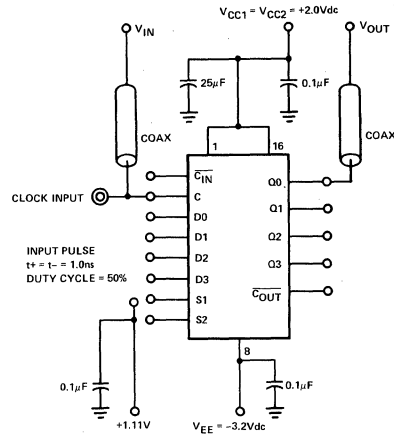 VIN
VCC1 = VCC2 = +2.0Vdc
VOUT
25μF
0.1μF
COAX
COAX
1
16
CIN
Q0
CLOCK INPUT
C
D0
Q1
D1
Q2
INPUT PULSE
t+ = t− = 1.0ns
DUTY CYCLE = 50%
D2
Q3
D3
S1
COUT
S2
8
0.1μF
0.1μF
+1.11V
VEE = −3.2Vdc